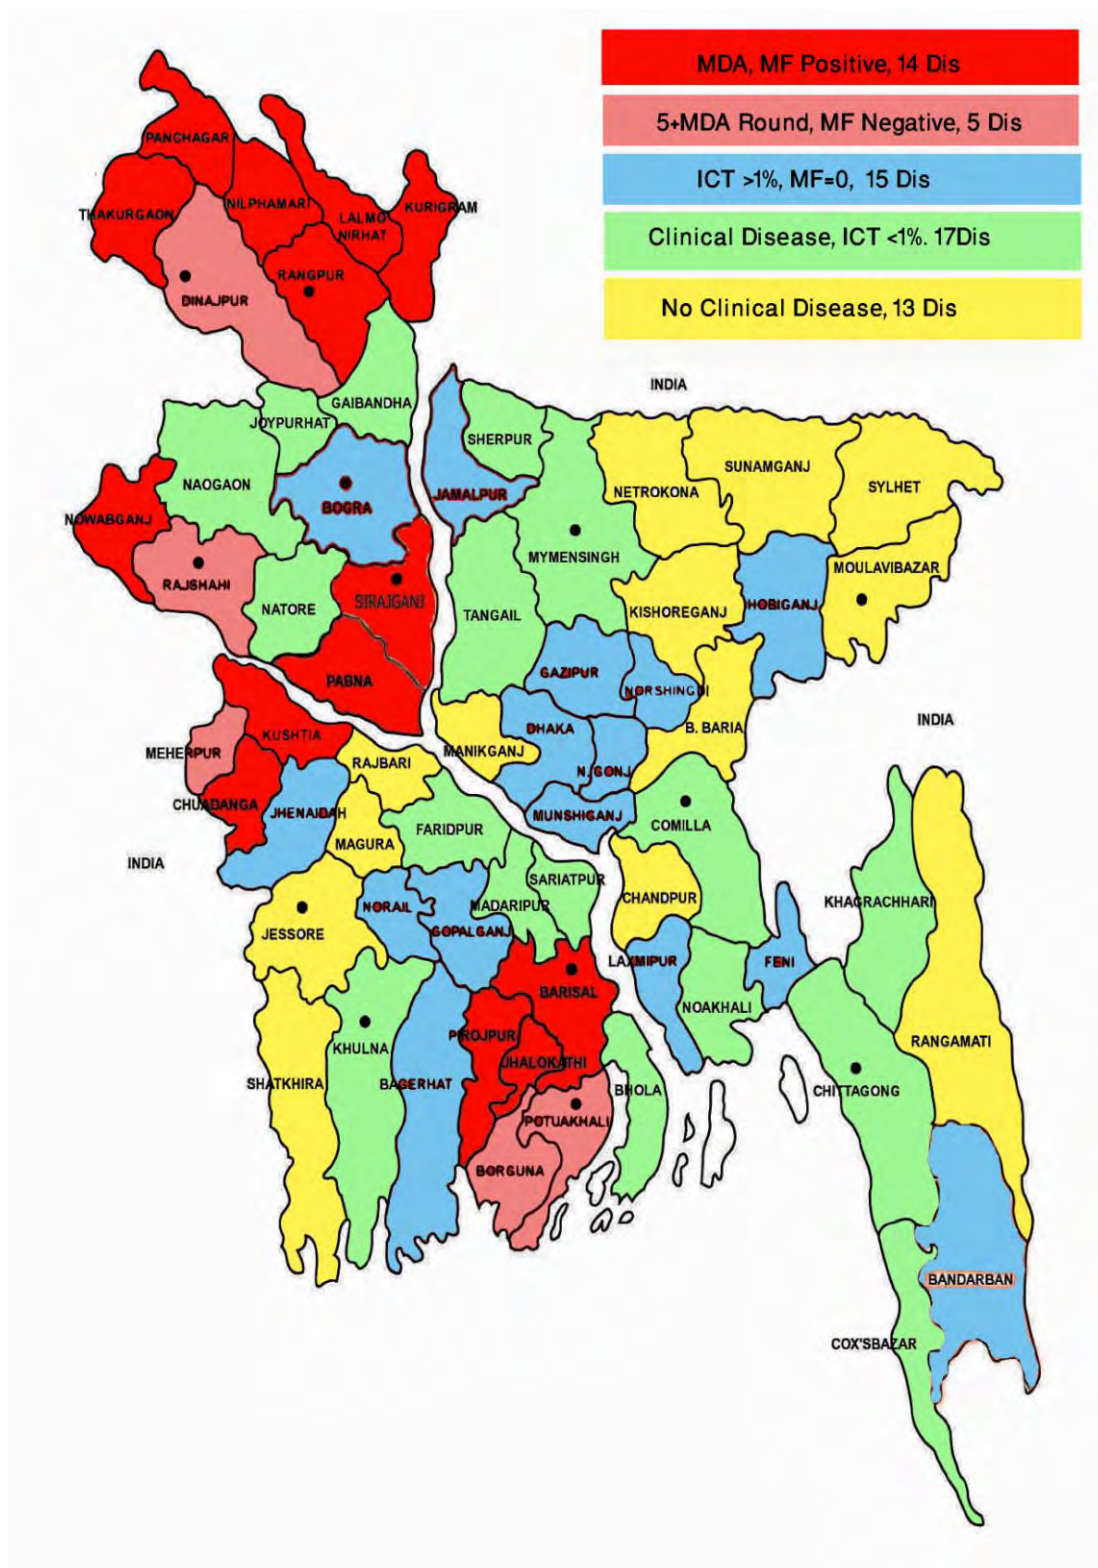 MDA, MF Positive, 14 Dis
5+MDA Round, MF Negative, 5 Dis
ICT >1%, MF=0, 15 Dis
Clinical Disease, ICT <1%. 17Dis
No Clinical Disease, 13 Dis
PANCHAGAR
THAKURGAON
NILPHAMARI
LALMO
NIRHAT
KURIGRAM
RANGPUR
DINAJPUR
INDIA
GAIBANDHA
JOYPURHAT
SHERPUR
NAOGAON
BOGRA
JAMALPUR
NETROKONA
SUNAMGANJ
SYLHET
NOWABGANJ
MYMENSINGH
MOULAVIBAZAR
RAJSHAHI
NATORE
SIRAJGANJ
TANGAIL
KISHOREGANJ
HOBIGANJ
PABNA
GAZIPUR
NORSHINGDI
B. BARIA
INDIA
KUSHTIA
MEHERPUR
RAJBARI
MANIKGANJ
DHAKA
N.GONJ
CHUADANGA
JHENAIDAH
MAGURA
FARIDPUR
MUNSHIGANJ
COMILLA
INDIA
SARIATPUR
MADARIPUR
CHANDPUR
KHAGRACHHARI
JESSORE
NORAIL
GOPALGANJ
LAXMIPUR
FENI
BARISAL
NOAKHALI
KHULNA
PIROJPUR
JHALOKATHI
RANGAMATI
SHATKHIRA
BAGERHAT
BHOLA
CHITTAGONG
POTUAKHALI
BORGUNA
BANDARBAN
COX'SBAZAR